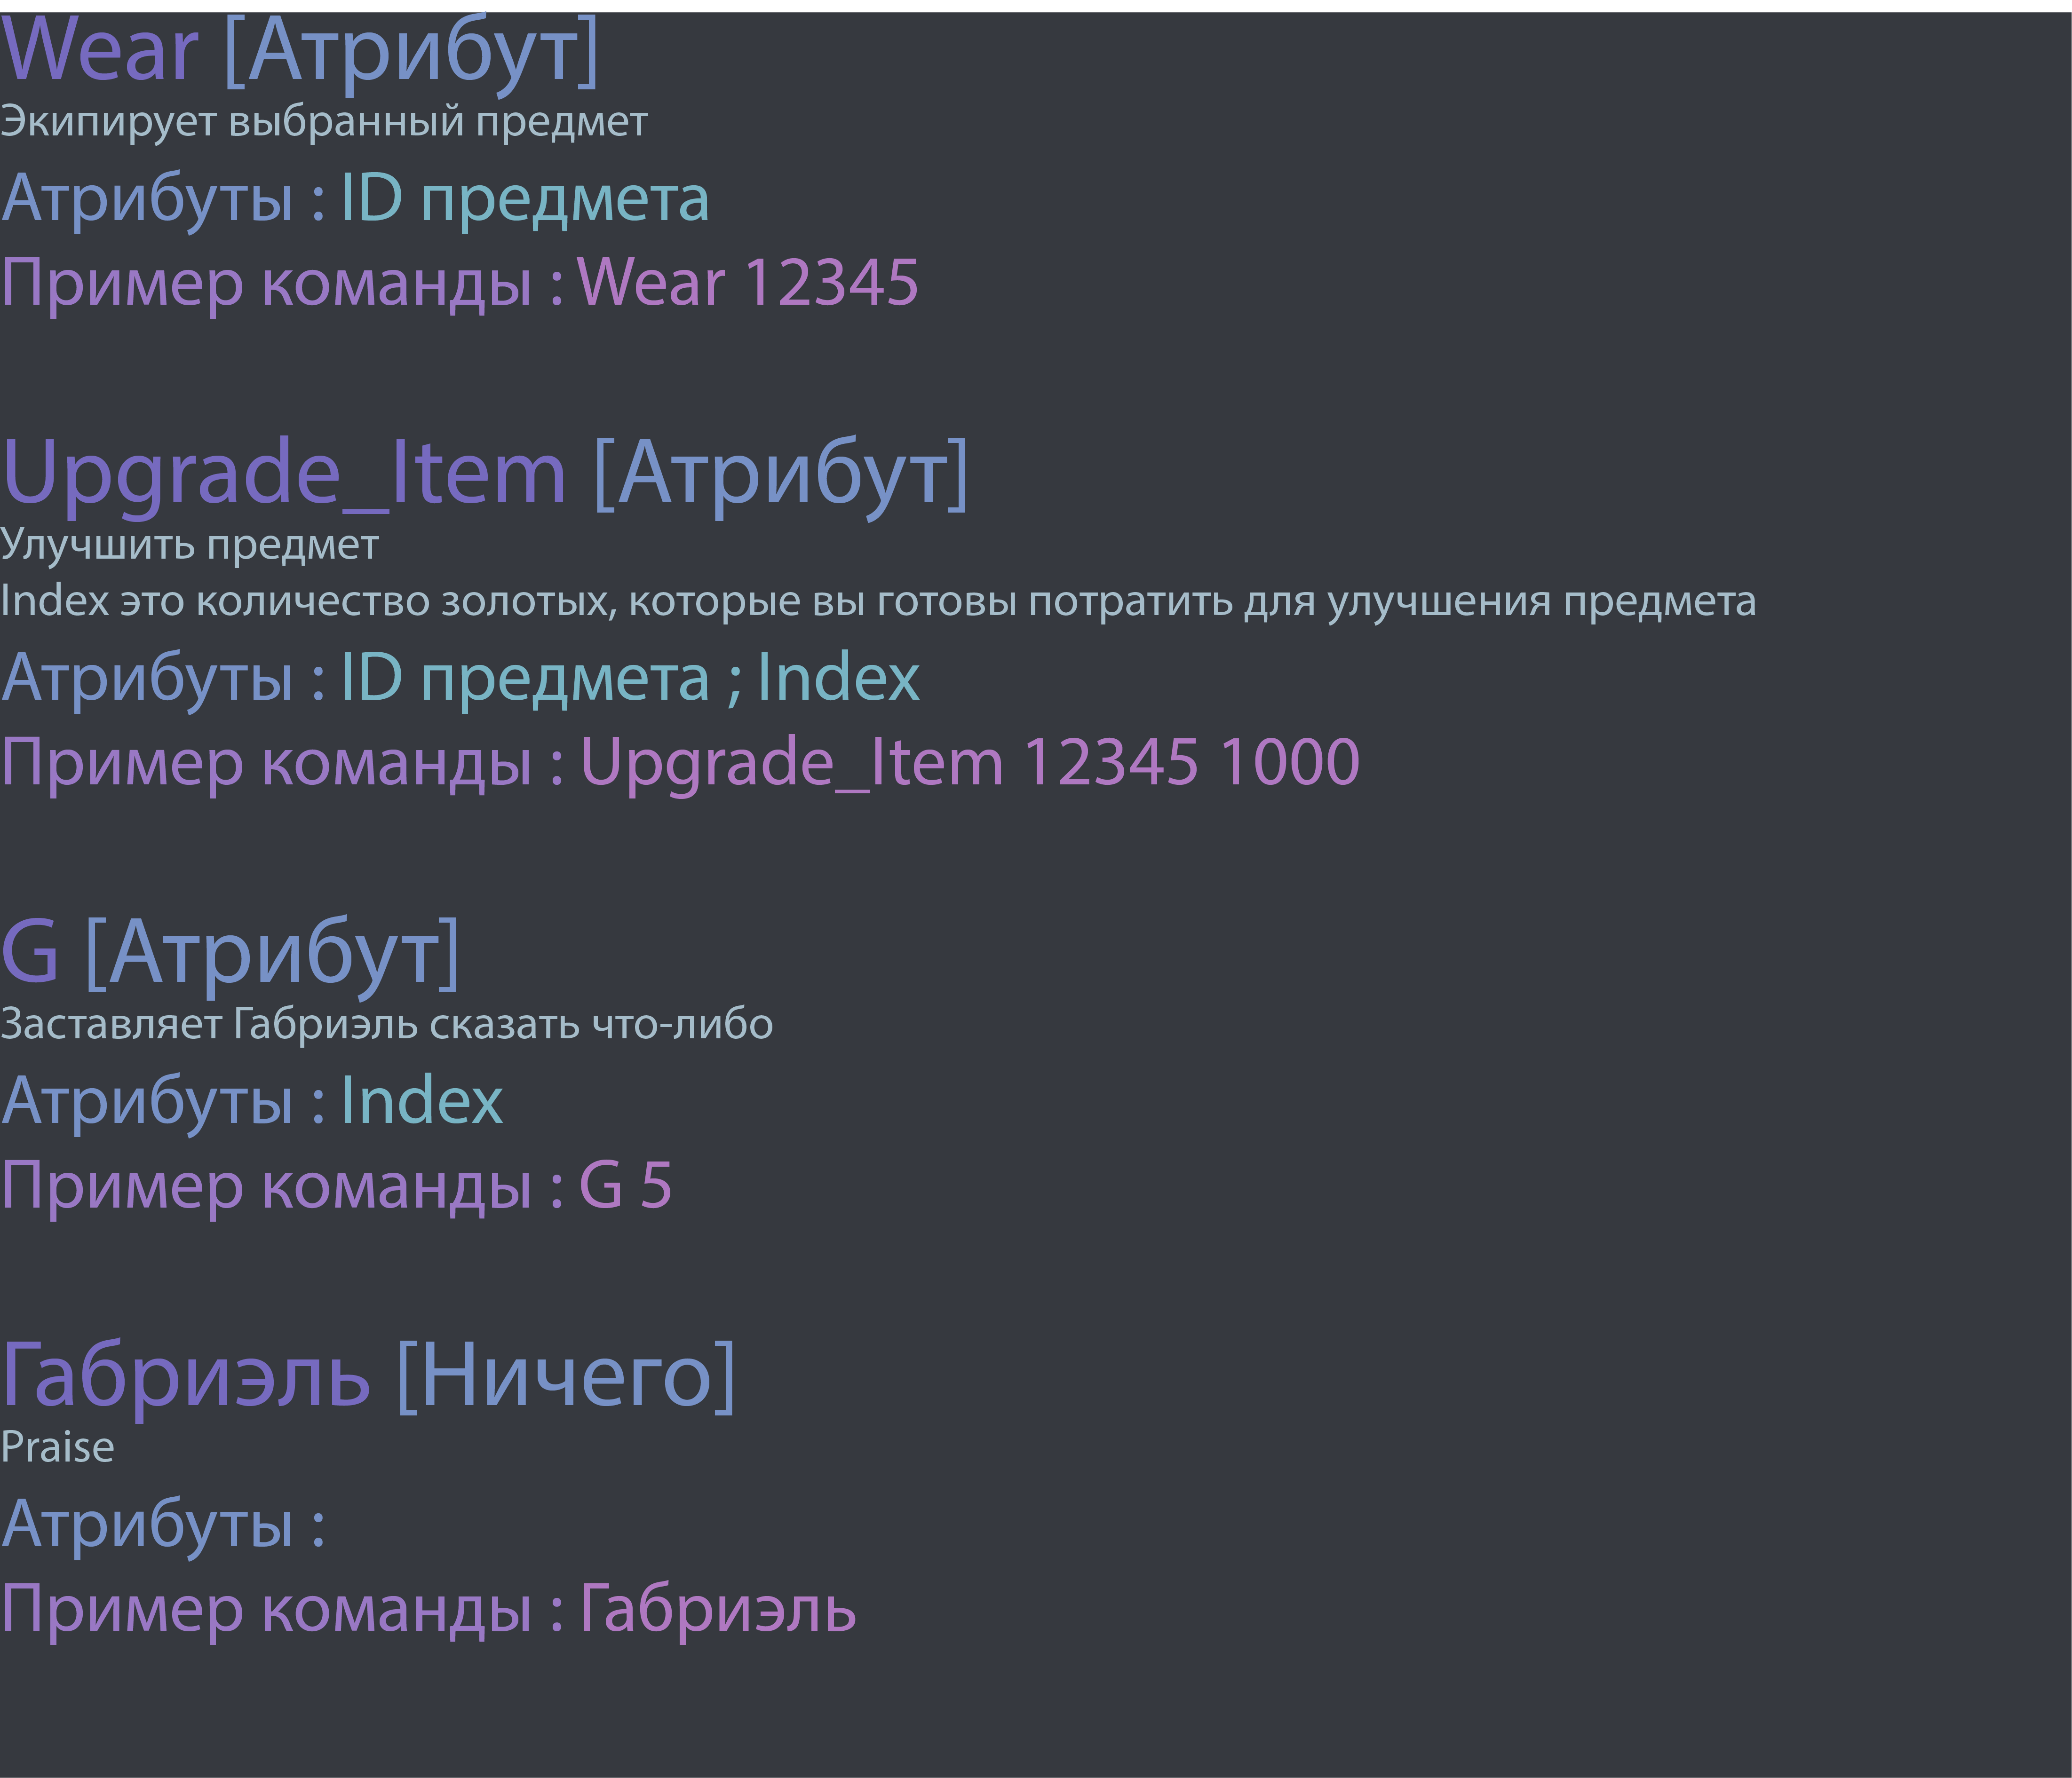 Wear [Атрибут]
Экипирует выбранный предмет
Атрибуты : ID предмета
Пример команды : Wear 12345
Upgrade_Item [Атрибут]
Улучшить предмет
Index это количество золотых, которые вы готовы потратить для улучшения предмета
Атрибуты : ID предмета ; Index
Пример команды : Upgrade_Item 12345 1000
G [Атрибут]
Заставляет Габриэль сказать что-либо
Атрибуты : Index
Пример команды : G 5
Габриэль [Ничего]
Praise
Атрибуты :
Пример команды : Габриэль